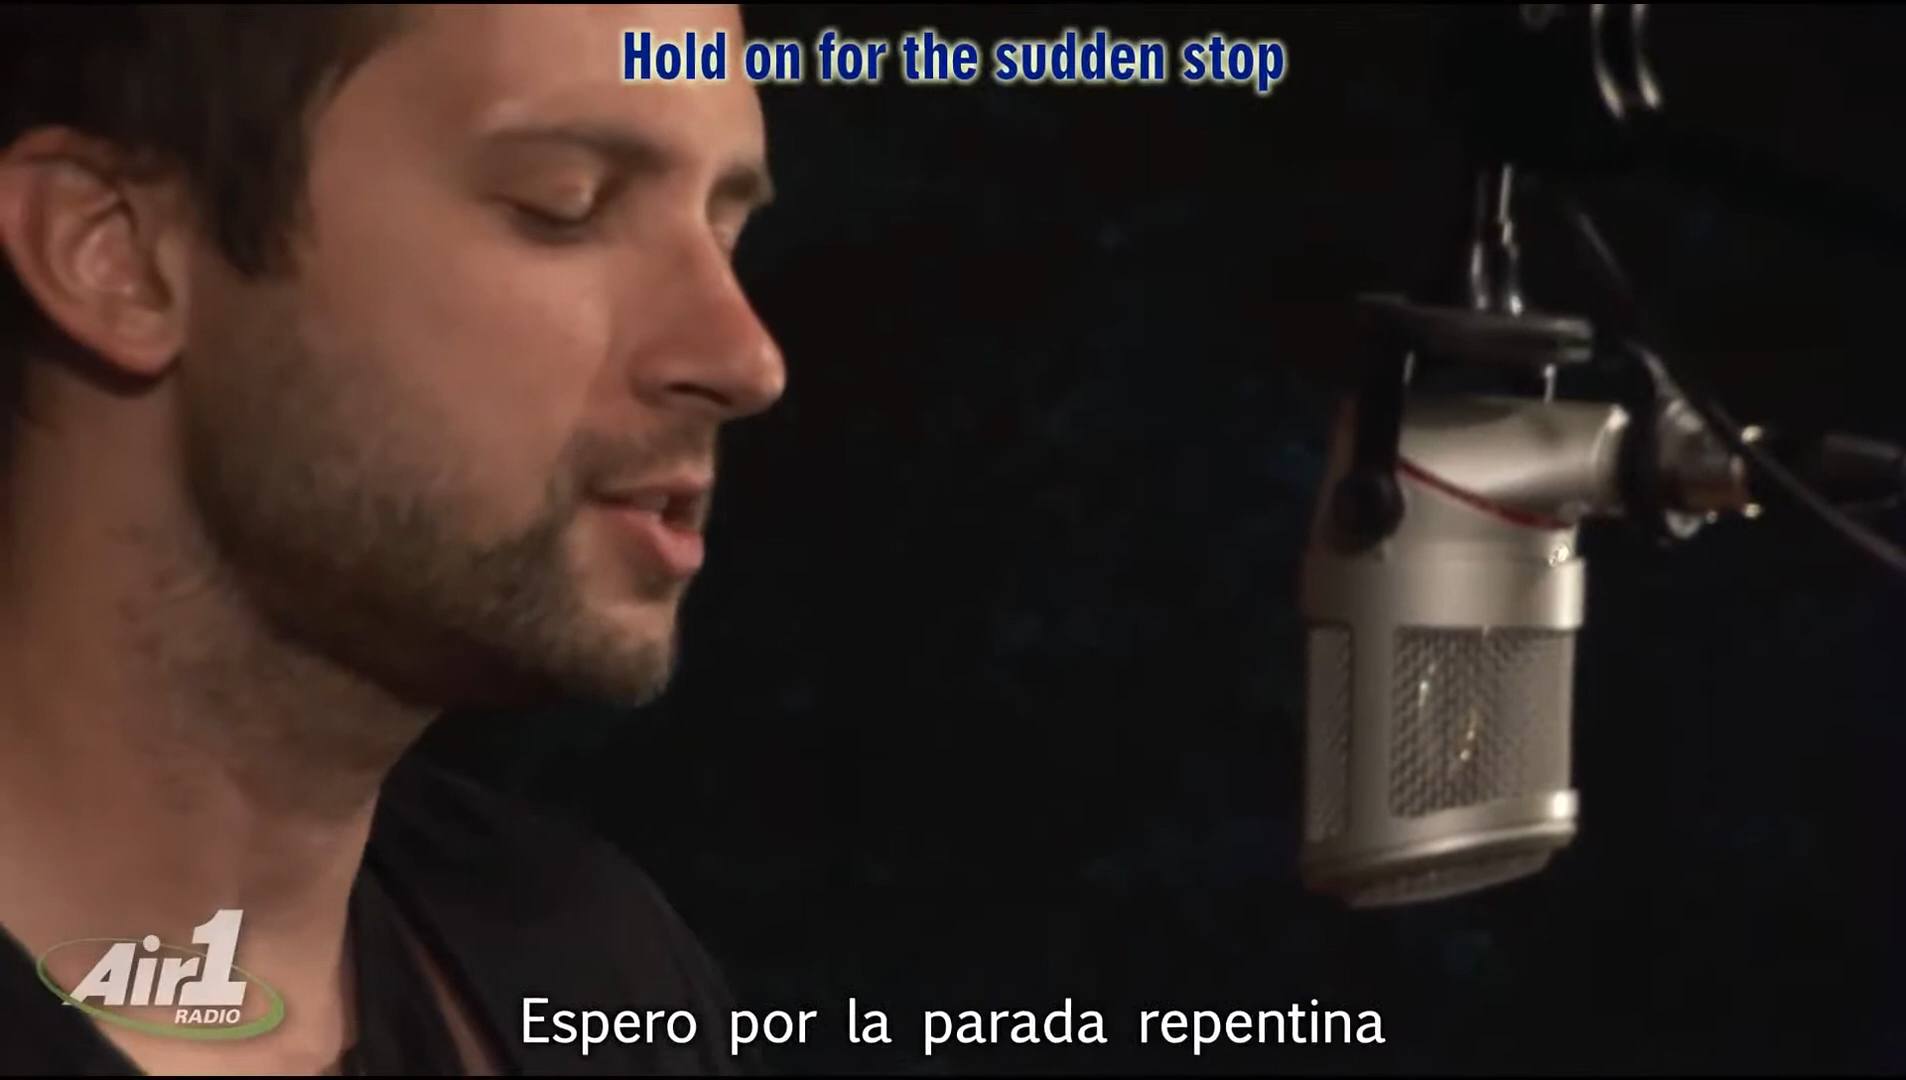 Hold on for the sudden stop
Air1
RADIO
Espero por la parada repentina